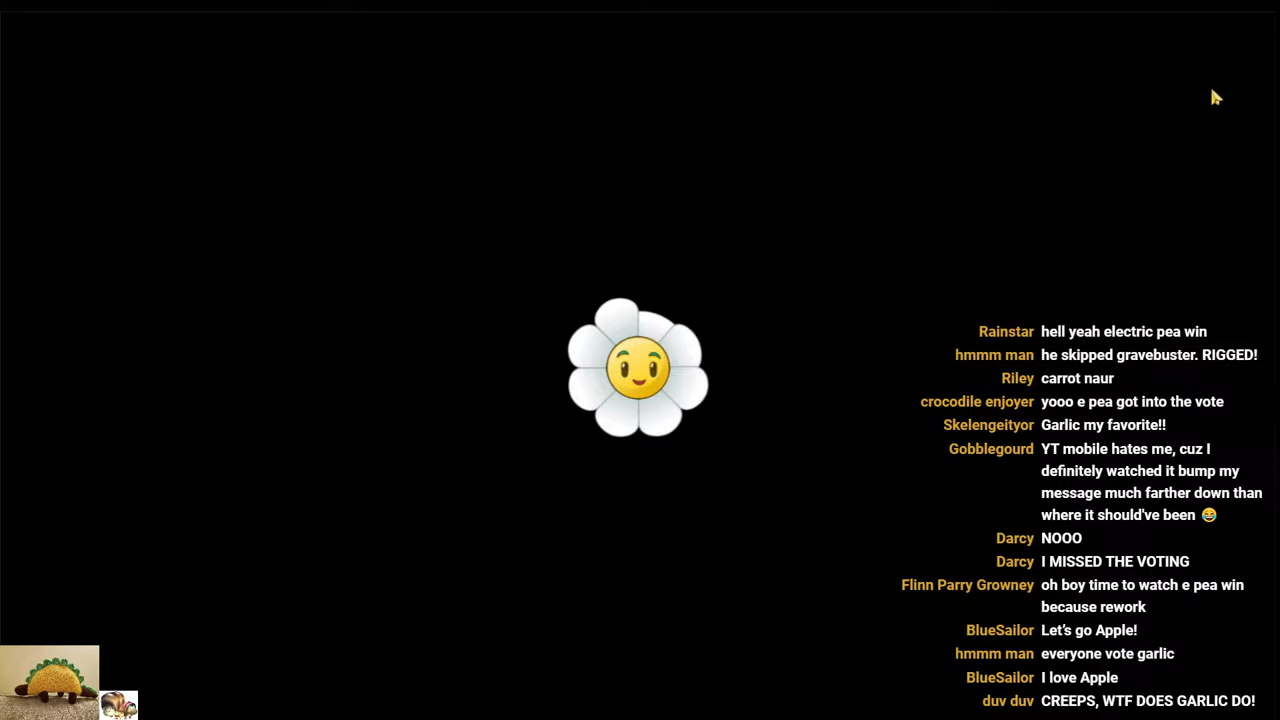 Rainstar hell yeah electric pea win
hmmm man he skipped gravebuster. RIGGED!
Riley carrot naur
crocodile enjoyer yooo e pea got into the vote
Skelengeityor Garlic my favorite!!
Gobblegourd YT mobile hates me, cuz I
definitely watched it bump my
message much farther down than
where it should've been 😂
Darcy NOOO
Darcy I MISSED THE VOTING
Flinn Parry Growney oh boy time to watch e pea win
because rework
BlueSailor Let’s go Apple!
hmmm man everyone vote garlic
BlueSailor I love Apple
duv duv CREEPS, WTF DOES GARLIC DO!